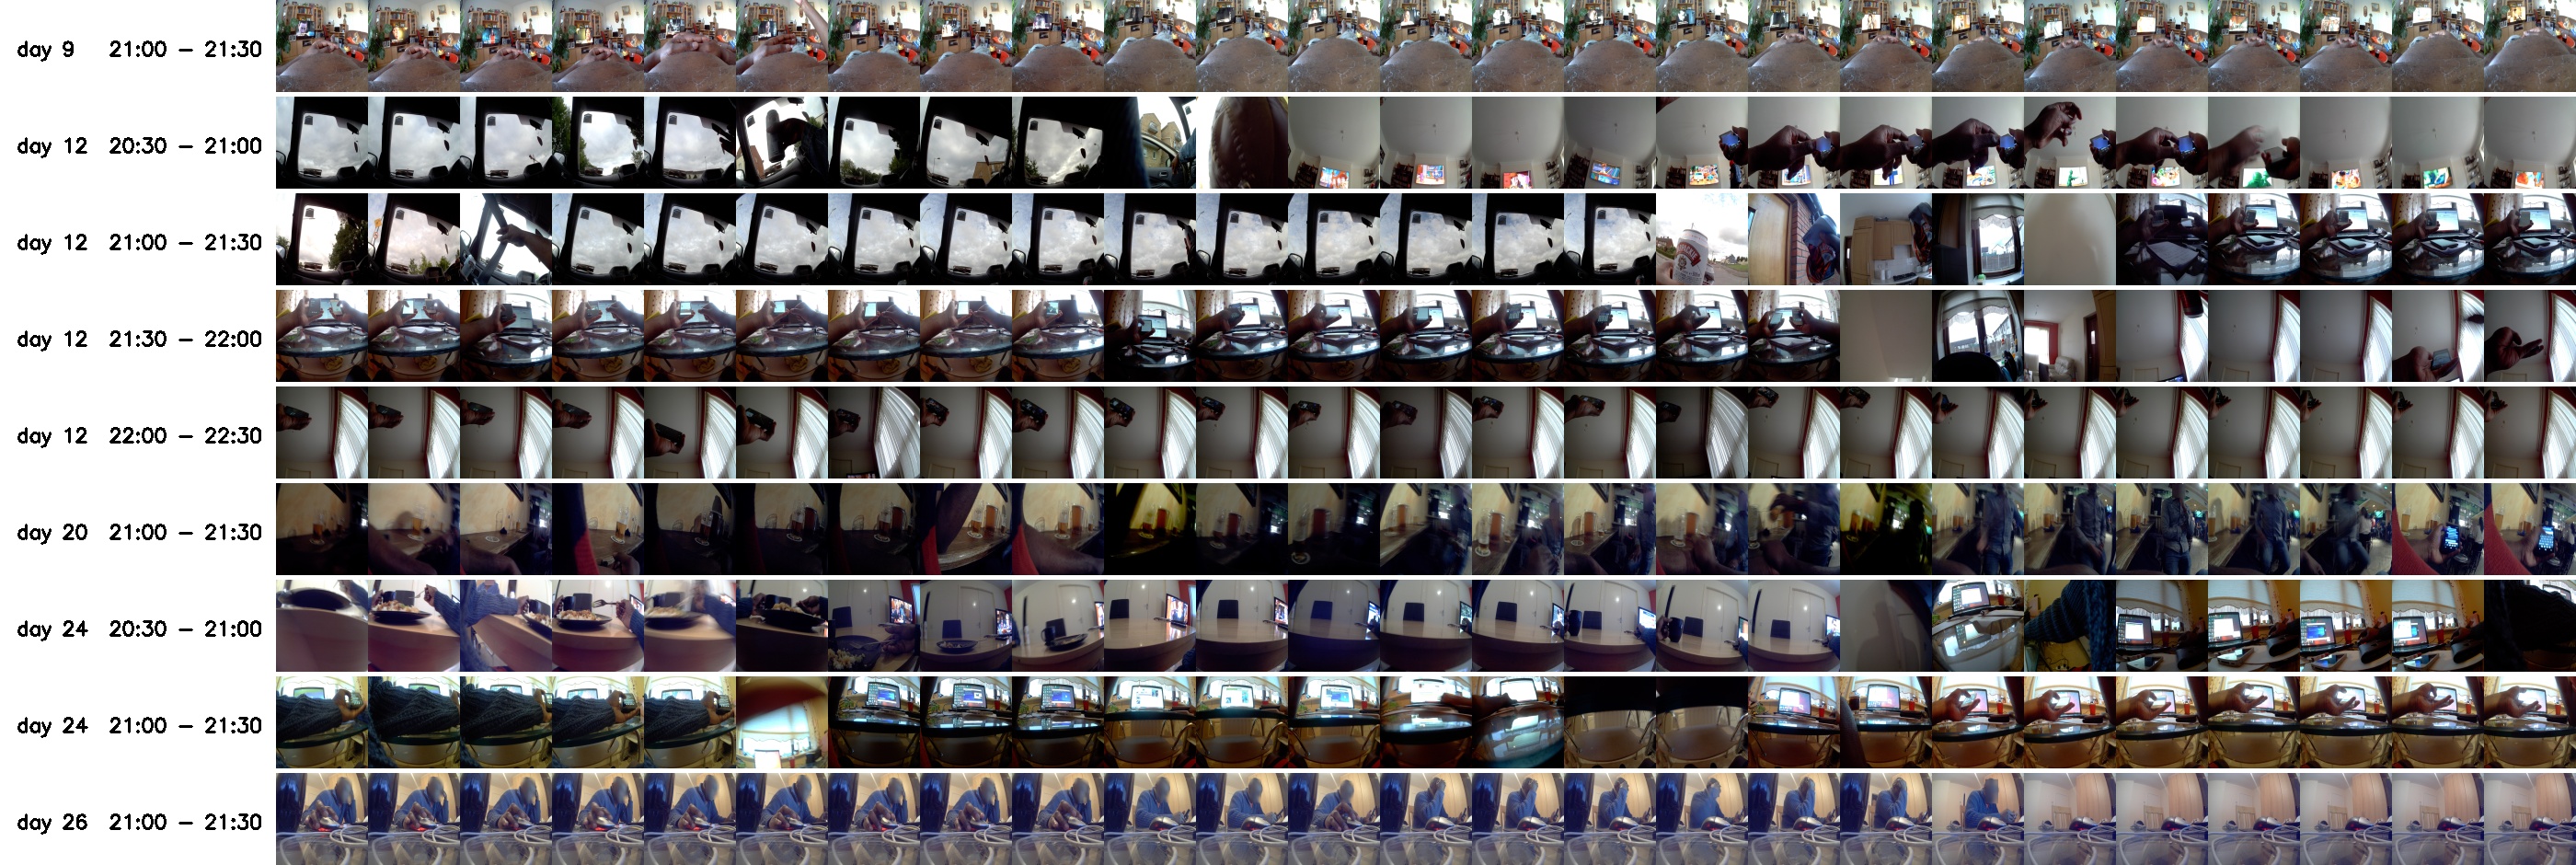 day 9 21:00 – 21:30
day 12 20:30 – 21:00
day 12 21:00 – 21:30
day 12 21:30 – 22:00
day 12 22:00 – 22:30
day 20 21:00 – 21:30
day 24 20:30 – 21:00
day 24 21:00 – 21:30
day 26 21:00 – 21:30